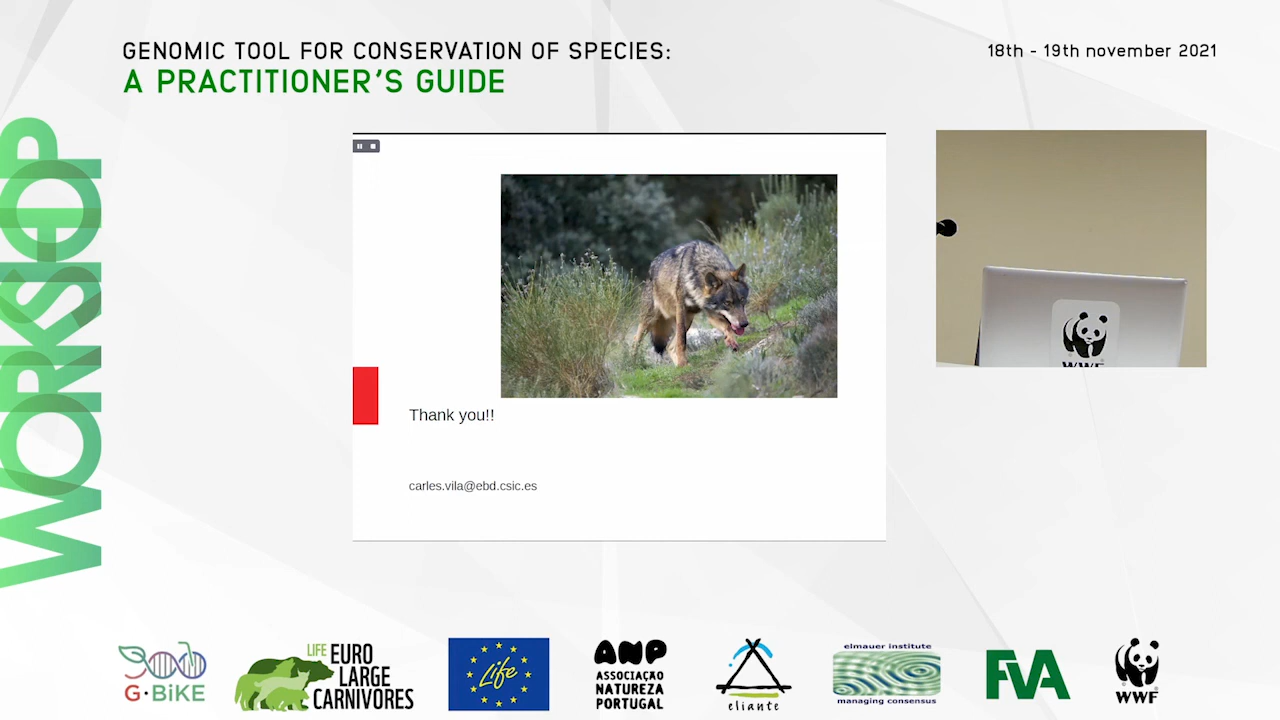 GENOMIC TOOL FOR CONSERVATION OF SPECIES:
A PRACTITIONER'S GUIDE
18th - 19th november 2021
WORKSHOP
Thank you!!
carles.vila@ebd.csic.es
WWF
G·BiKE
LIFE EURO
LARGE
CARNIVORES
Life
ANP
ASSOCIAÇÃO
NATUREZA
PORTUGAL
eliante
elmauer institute
managing consensus
FVA
WWF